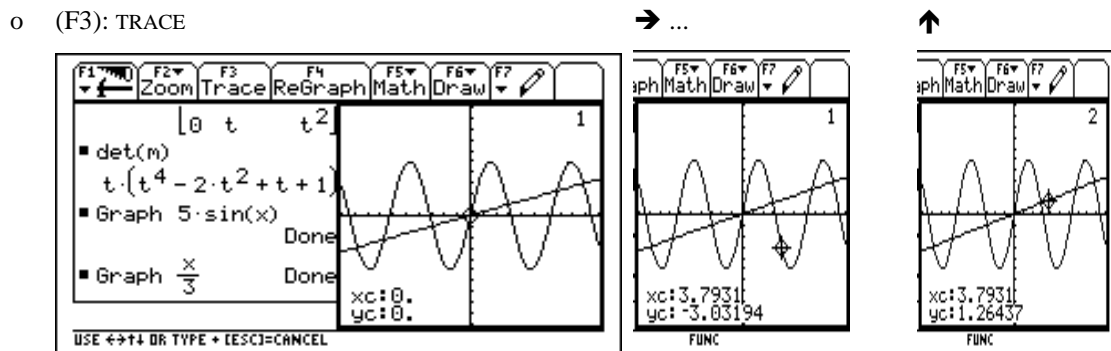 o (F3): TRACE ➔ ... ↑
F1 F2 Zoom F3 Trace F4 ReGraph F5 Math F6 Draw F7
0 t t²
det(m)
t·(t⁴ - 2·t² + t + 1)
Graph 5·sin(x)
Done
Graph x/3 Done
1
xc:0.
yc:0.
USE ←→↑↓ OR TYPE + [ESC]=CANCEL
aph F5 Math F6 Draw F7
1
xc:3.7931
yc:-3.03194
FUNC
aph F5 Math F6 Draw F7
2
xc:3.7931
yc:1.26437
FUNC